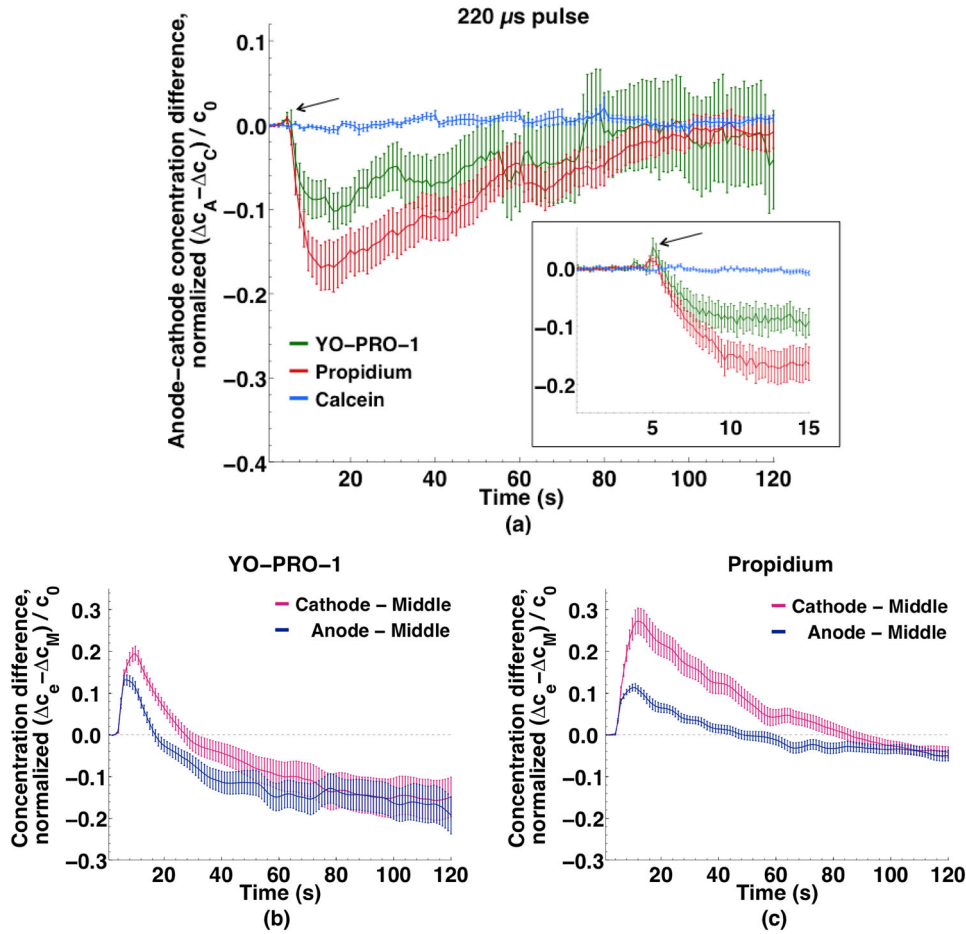 220 μs pulse
Anode−cathode concentration difference,
normalized (Δc_A−Δc_C) / c_0
0.1
0.0
−0.1
−0.2
−0.3
−0.4
YO−PRO−1
Propidium
Calcein
0.0
−0.1
−0.2
5 10 15
20 40 60 80 100 120
Time (s)
(a)
YO−PRO−1
Concentration difference,
normalized (Δc_e−Δc_M) / c_0
0.3
0.2
0.1
0.0
−0.1
−0.2
−0.3
Cathode − Middle
Anode − Middle
20 40 60 80 100 120
Time (s)
(b)
Propidium
Concentration difference,
normalized (Δc_e−Δc_M) / c_0
0.3
0.2
0.1
0.0
−0.1
−0.2
−0.3
Cathode − Middle
Anode − Middle
20 40 60 80 100 120
Time (s)
(c)